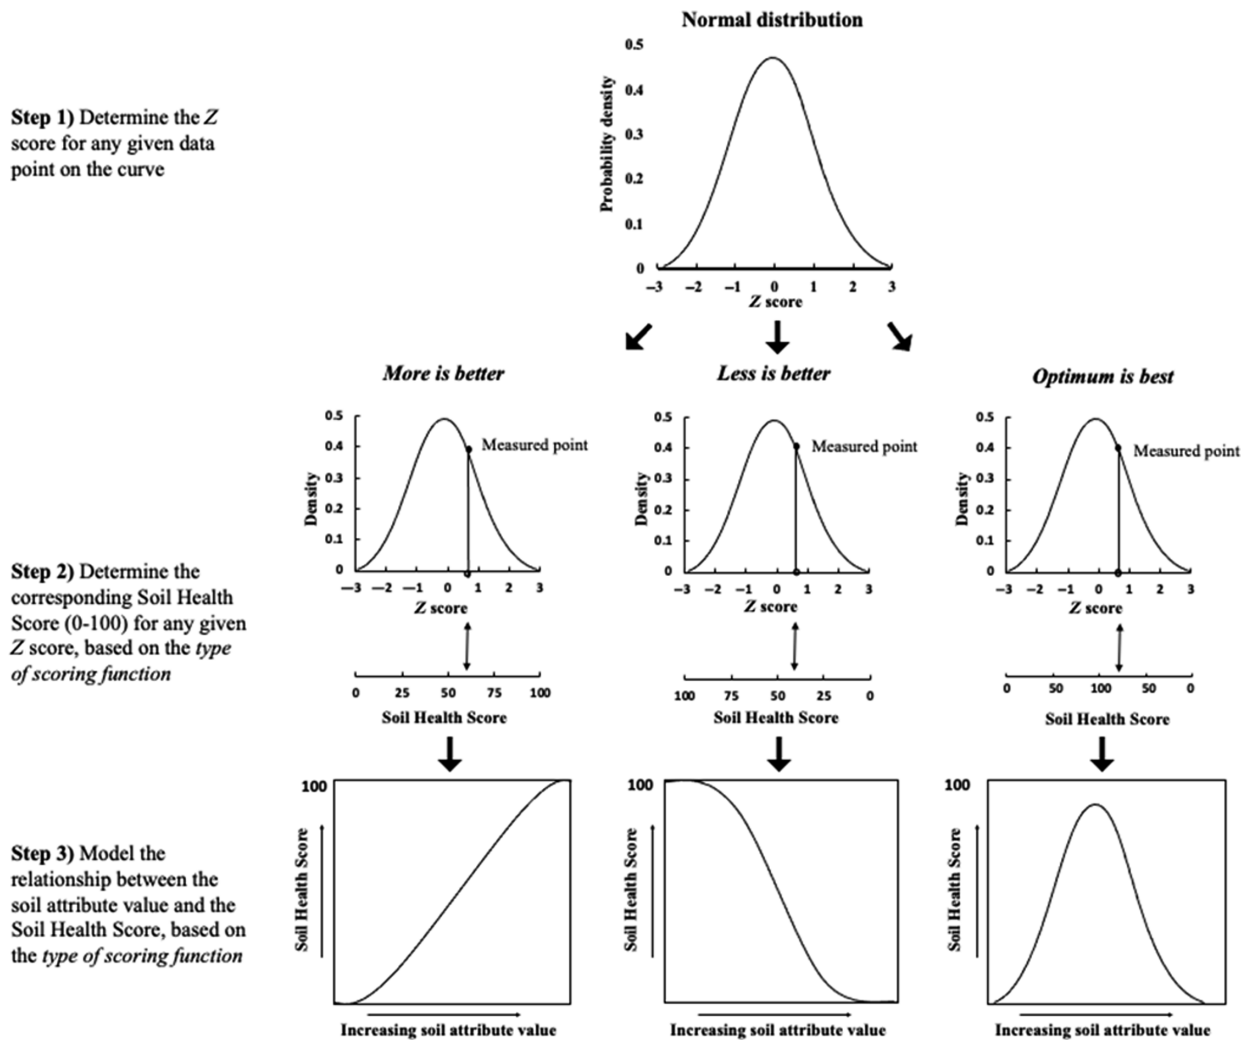 Normal distribution
Step 1) Determine the Z
score for any given data
point on the curve
Probability density
0.5
0.4
0.3
0.2
0.1
0
–3 –2 –1 0 1 2 3
Z score
More is better
Less is better
Optimum is best
Step 2) Determine the
corresponding Soil Health
Score (0-100) for any given
Z score, based on the type
of scoring function
Density
0.5
0.4
0.3
0.2
0.1
0
Measured point
–3 –2 –1 0 1 2 3
Z score
0 25 50 75 100
Soil Health Score
Density
0.5
0.4
0.3
0.2
0.1
0
Measured point
–3 –2 –1 0 1 2 3
Z score
100 75 50 25 0
Soil Health Score
Density
0.5
0.4
0.3
0.2
0.1
0
Measured point
–3 –2 –1 0 1 2 3
Z score
0 50 100 50 0
Soil Health Score
Step 3) Model the
relationship between the
soil attribute value and the
Soil Health Score, based on
the type of scoring function
100
Soil Health Score
Increasing soil attribute value
100
Soil Health Score
Increasing soil attribute value
100
Soil Health Score
Increasing soil attribute value